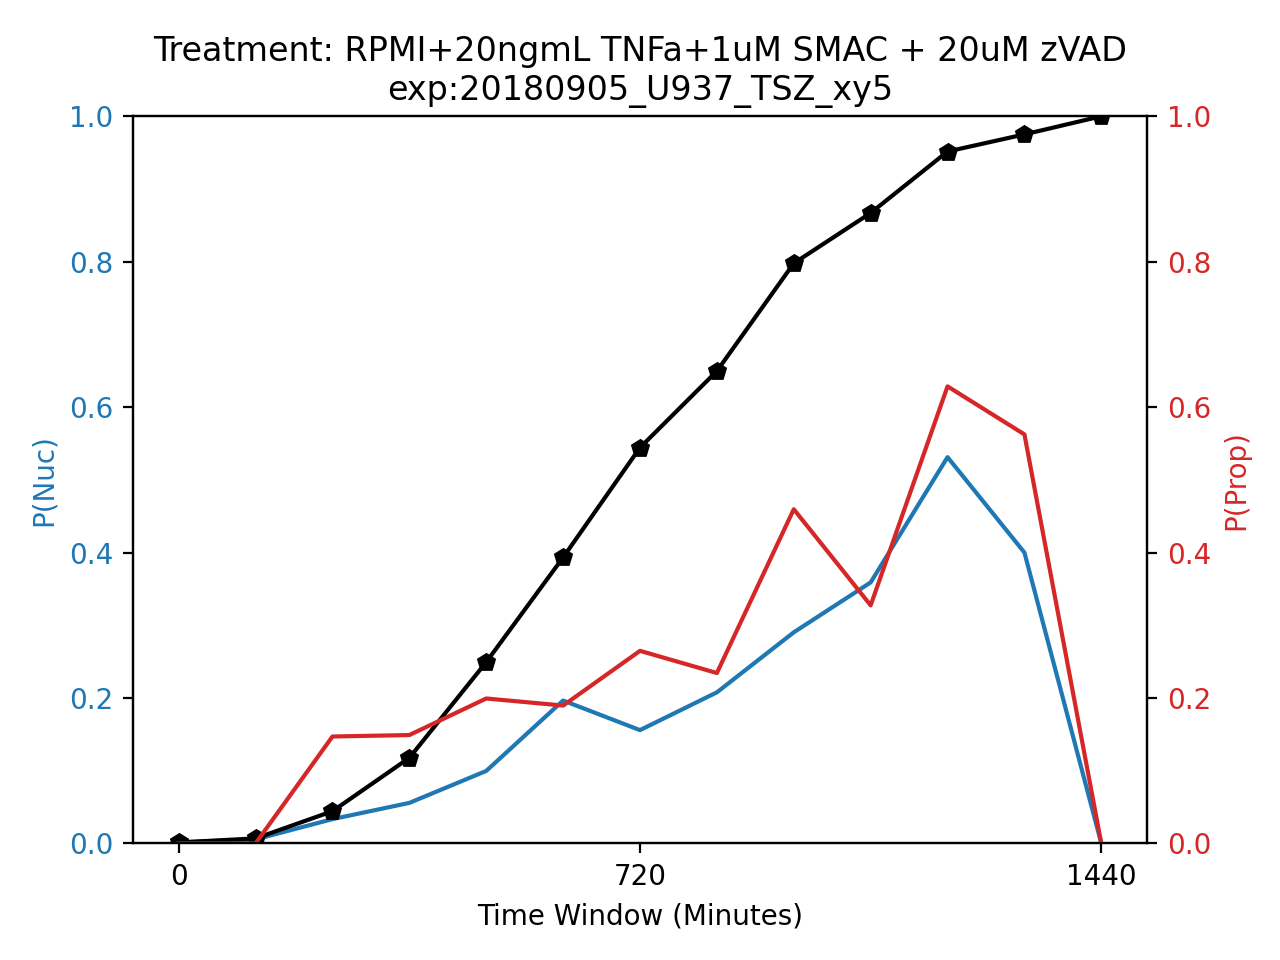 Treatment: RPMI+20ngmL TNFa+1uM SMAC + 20uM zVAD
exp:20180905_U937_TSZ_xy5
1.0
0.8
0.6
0.4
0.2
0.0
P(Nuc)
1.0
0.8
0.6
0.4
0.2
0.0
P(Prop)
0 720 1440
Time Window (Minutes)